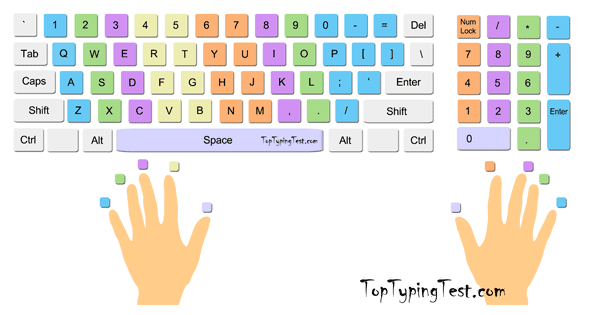 ` 1 2 3 4 5 6 7 8 9 0 - = Del Num Lock / * -
Tab Q W E R T Y U I O P [ ] \ 7 8 9 +
Caps A S D F G H J K L ; ' Enter 4 5 6
Shift Z X C V B N M , . / Shift 1 2 3 Enter
Ctrl Alt Space TopTypingTest.com Alt Ctrl 0 .
TopTypingTest.com